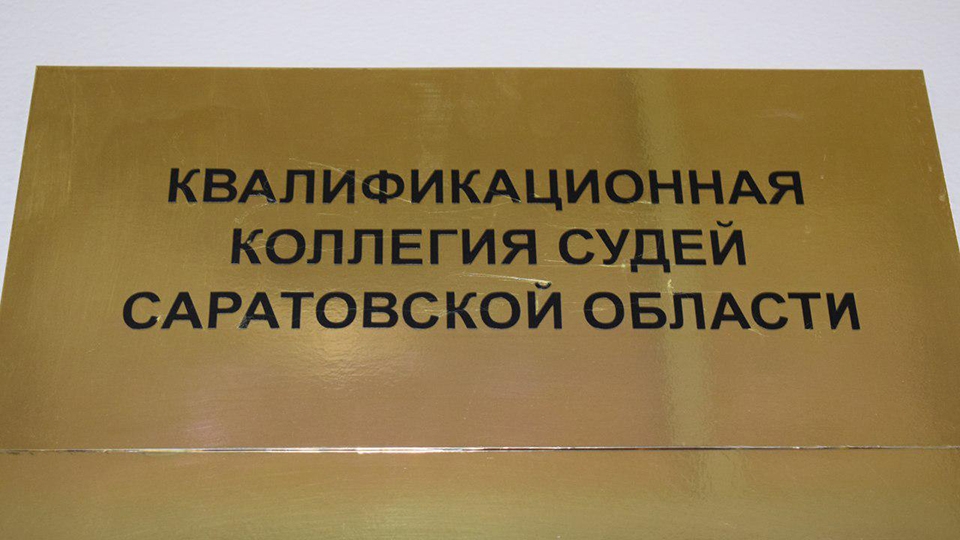 КВАЛИФИКАЦИОННАЯ
КОЛЛЕГИЯ СУДЕЙ
САРАТОВСКОЙ ОБЛАСТИ